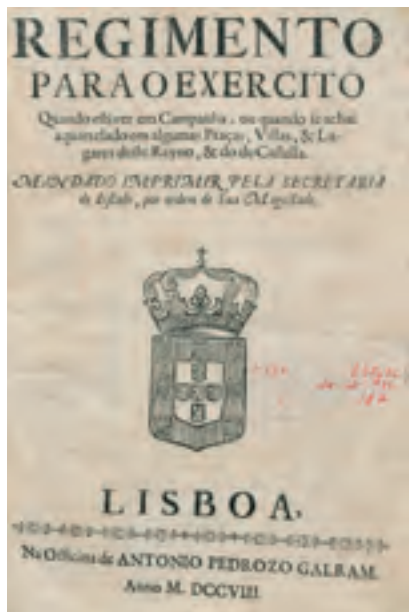 REGIMENTO
PARA O EXERCITO
Quando estiver em Campanha, ou quando se achar
aquartelado em algumas Praças, Villas, & Lu-
gares deste Reyno, & do de Castella.
MANDADO IMPRIMIR PELA SECRETARIA
de Estado, por ordem de Sua Magestade.
LISBOA,
Na Officina de ANTONIO PEDROZO GALRAM.
Anno M. DCCVIII